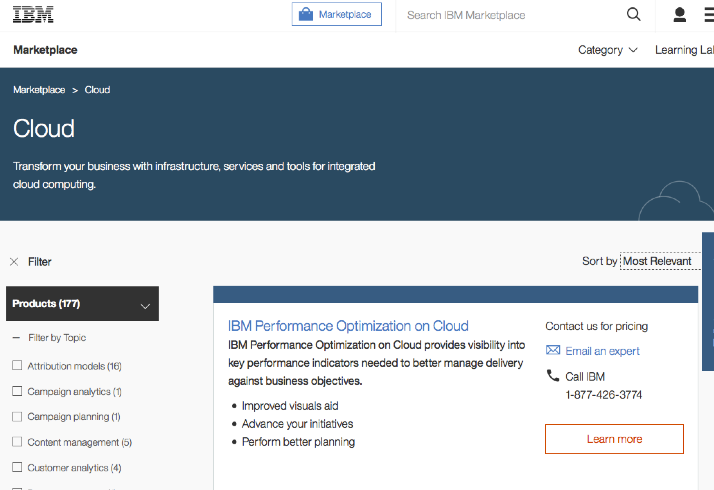 IBM
Marketplace
Search IBM Marketplace
Marketplace
Category
Learning La
Marketplace > Cloud
Cloud
Transform your business with infrastructure, services and tools for integrated
cloud computing.
Filter
Sort by Most Relevant
Products (177)
Filter by Topic
Attribution models (16)
Campaign analytics (1)
Campaign planning (1)
Content management (5)
Customer analytics (4)
IBM Performance Optimization on Cloud
IBM Performance Optimization on Cloud provides visibility into
key performance indicators needed to better manage delivery
against business objectives.
• Improved visuals aid
• Advance your initiatives
• Perform better planning
Contact us for pricing
Email an expert
Call IBM
1-877-426-3774
Learn more